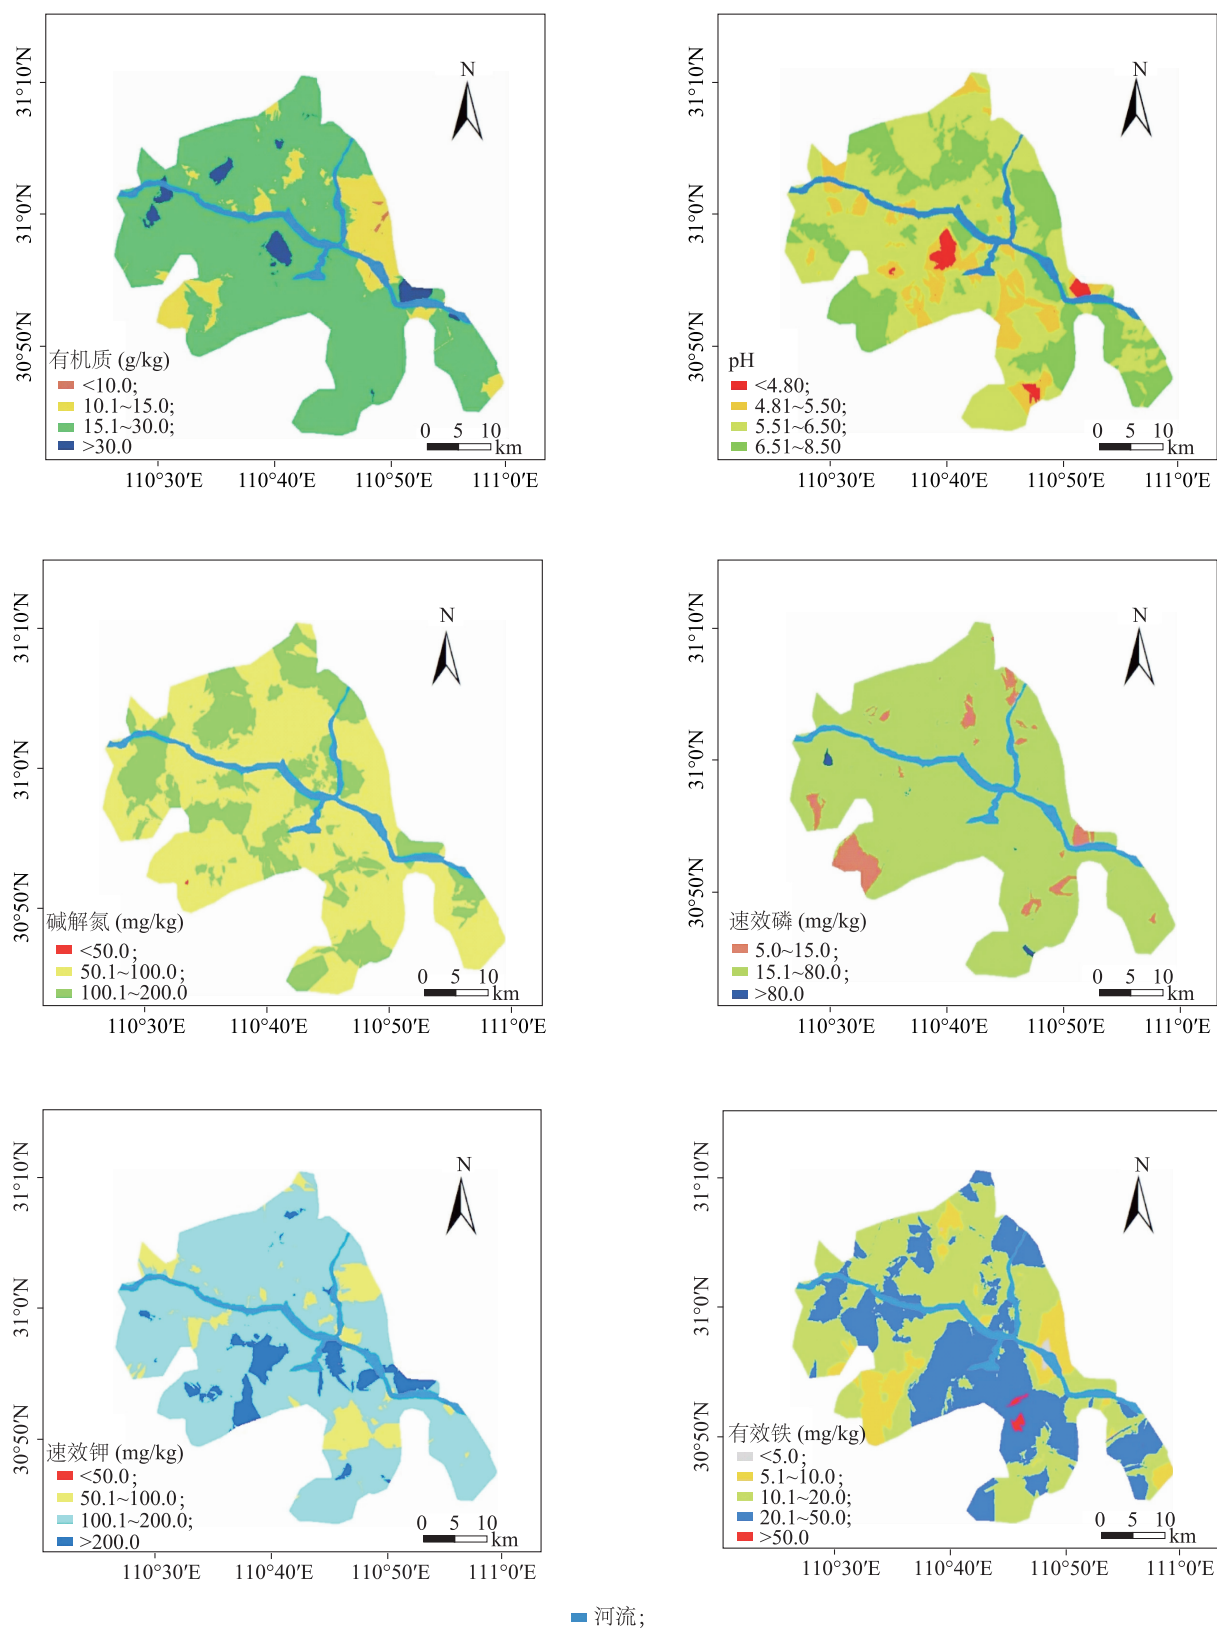 N
31°10′N
31°0′N
30°50′N
有机质 (g/kg)
<10.0;
10.1~15.0;
15.1~30.0;
>30.0
0 5 10
km
110°30′E 110°40′E 110°50′E 111°0′E
N
31°10′N
31°0′N
30°50′N
pH
<4.80;
4.81~5.50;
5.51~6.50;
6.51~8.50
0 5 10
km
110°30′E 110°40′E 110°50′E 111°0′E
N
31°10′N
31°0′N
30°50′N
碱解氮 (mg/kg)
<50.0;
50.1~100.0;
100.1~200.0
0 5 10
km
110°30′E 110°40′E 110°50′E 111°0′E
N
31°10′N
31°0′N
30°50′N
速效磷 (mg/kg)
5.0~15.0;
15.1~80.0;
>80.0
0 5 10
km
110°30′E 110°40′E 110°50′E 111°0′E
N
31°10′N
31°0′N
30°50′N
速效钾 (mg/kg)
<50.0;
50.1~100.0;
100.1~200.0;
>200.0
0 5 10
km
110°30′E 110°40′E 110°50′E 111°0′E
N
31°10′N
31°0′N
30°50′N
有效铁 (mg/kg)
<5.0;
5.1~10.0;
10.1~20.0;
20.1~50.0;
>50.0
0 5 10
km
110°30′E 110°40′E 110°50′E 111°0′E
河流;